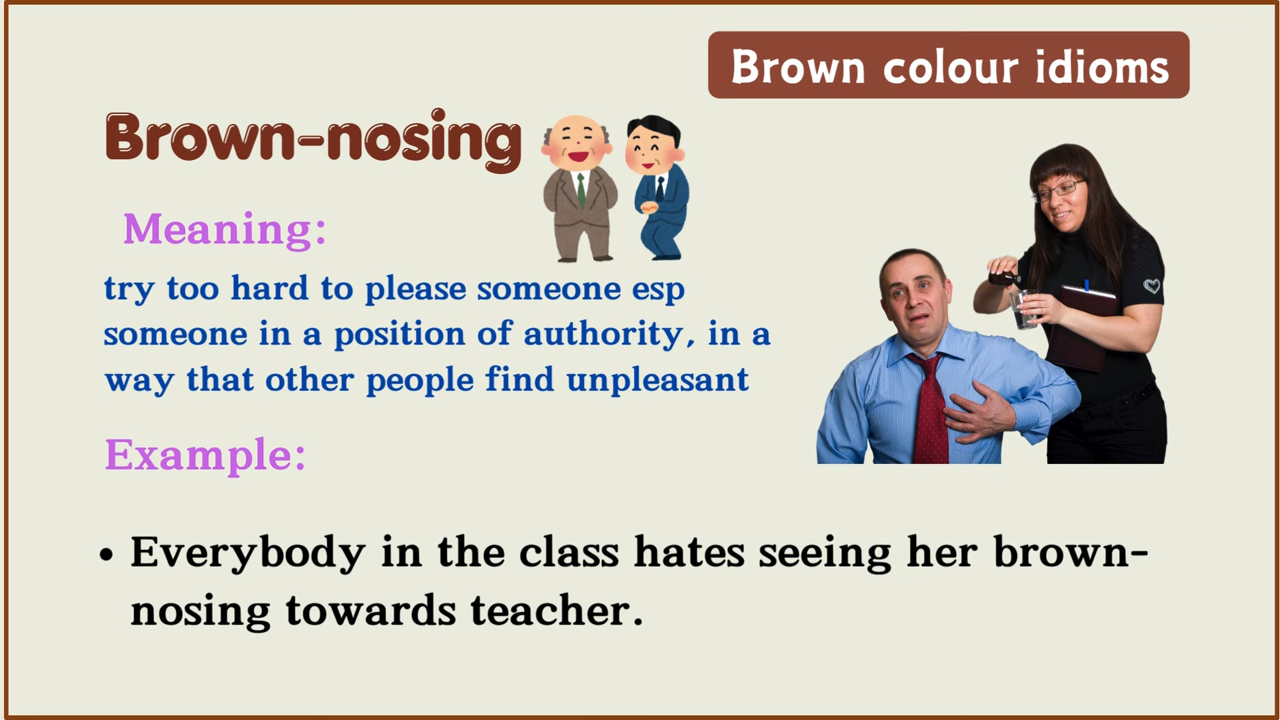 Brown colour idioms
Brown-nosing
Meaning:
try too hard to please someone esp
someone in a position of authority, in a
way that other people find unpleasant
Example:
• Everybody in the class hates seeing her brown-
nosing towards teacher.